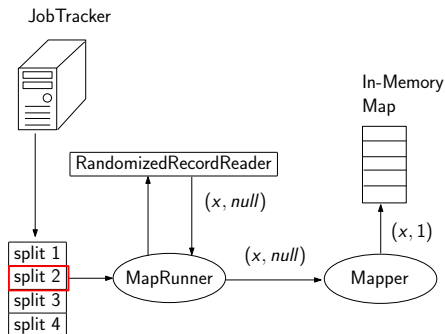 JobTracker
In-Memory
Map
RandomizedRecordReader
(x, null)
(x, 1)
split 1
split 2
split 3
split 4
MapRunner
(x, null)
Mapper